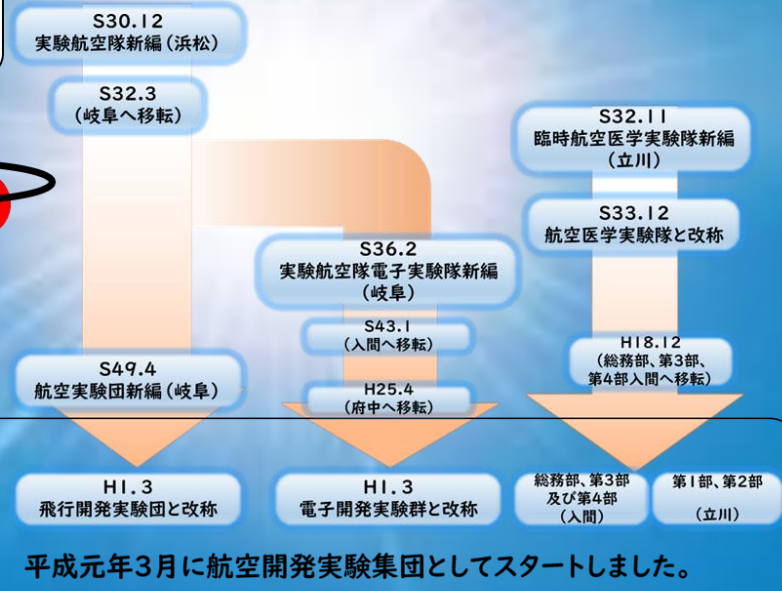 S30.12
実験航空隊新編(浜松)
S32.3
(岐阜へ移転)
S36.2
実験航空隊電子実験隊新編
(岐阜)
S43.1
(入間へ移転)
S49.4
航空実験団新編(岐阜)
H25.4
(府中へ移転)
S32.11
臨時航空医学実験隊新編
(立川)
S33.12
航空医学実験隊と改称
H18.12
(総務部、第3部、
第4部入間へ移転)
H1.3
飛行開発実験団と改称
H1.3
電子開発実験群と改称
総務部、第3部
及び第4部
(入間)
第1部、第2部
(立川)
平成元年3月に航空開発実験集団としてスタートしました。